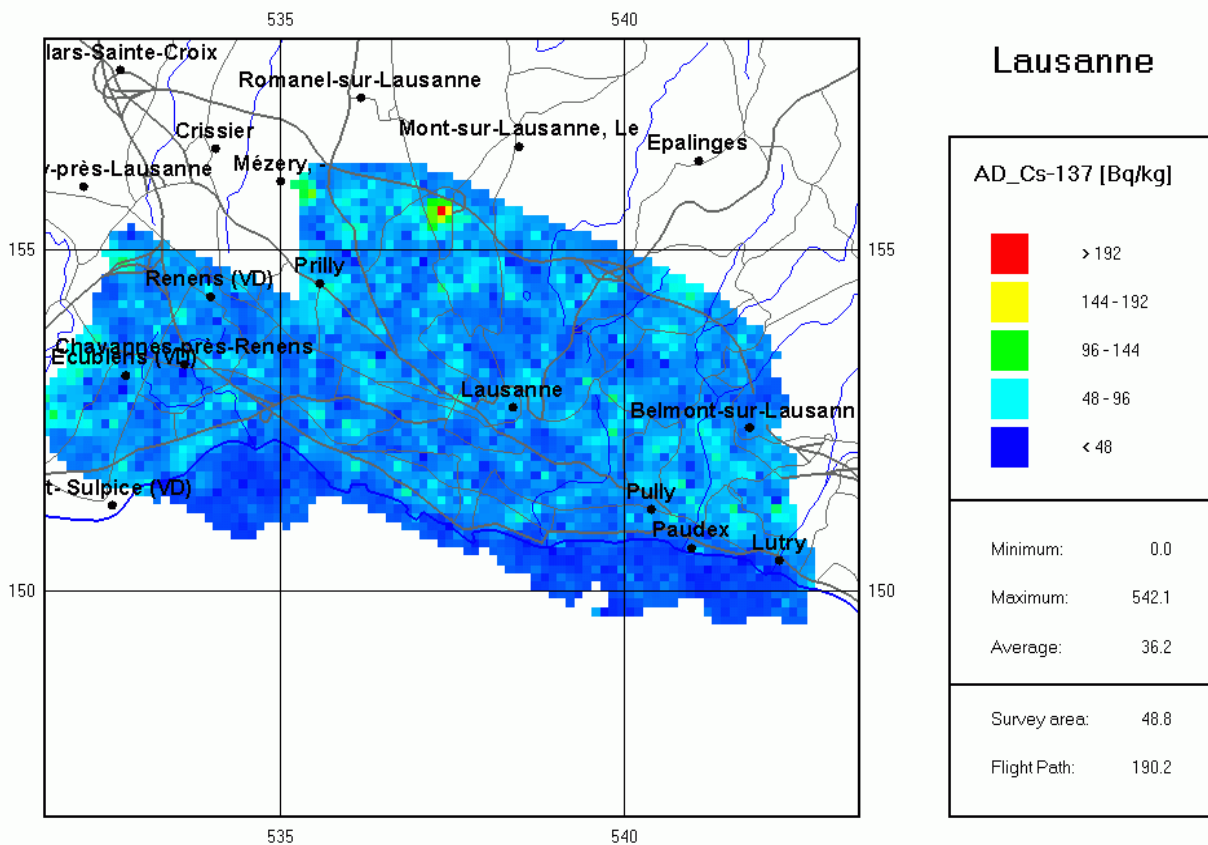 535 540
Lausanne
lars-Sainte-Croix
Romanel-sur-Lausanne
Crissier
Mont-sur-Lausanne, Le
Epalinges
y-près-Lausanne
Mézery, -
155 155
Prilly
Renens (VD)
Chavannes-près-Renens
Ecublens (VD)
Lausanne
Belmont-sur-Lausann
t- Sulpice (VD)
Pully
Paudex
Lutry
150 150
535 540
AD_Cs-137 [Bq/kg]
> 192
144 - 192
96 - 144
48 - 96
< 48
Minimum: 0.0
Maximum: 542.1
Average: 36.2
Survey area: 48.8
Flight Path: 190.2